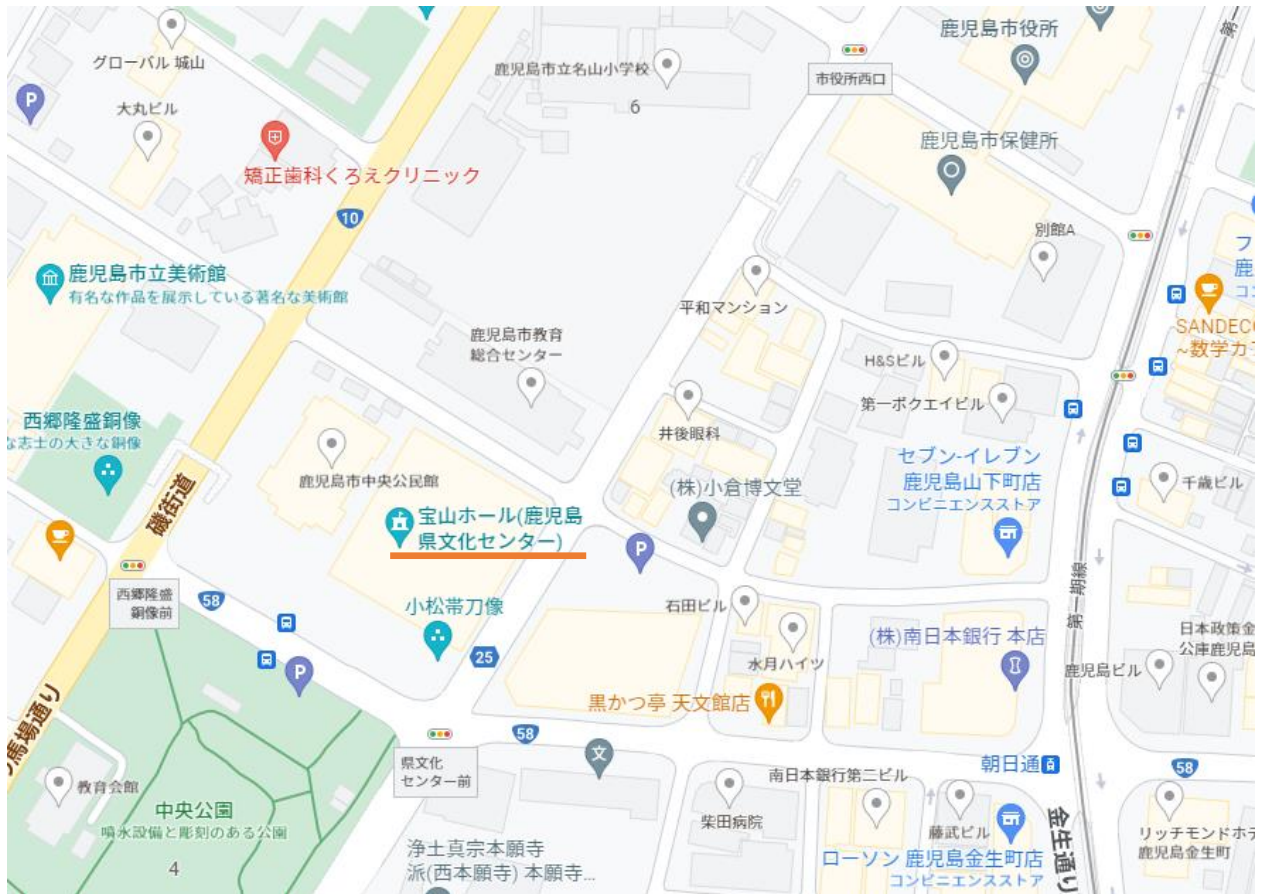 鹿児島市役所
グローバル 城山
鹿児島市立名山小学校
市役所西口
P
大丸ビル
6
鹿児島市保健所
矯正歯科くろえクリニック
10
別館A
鹿児島市立美術館
有名な作品を展示している著名な美術館
平和マンション
SANDECO
~数学カフ
鹿児島市教育
総合センター
H&Sビル
第一ボクエイビル
西郷隆盛銅像
な志士の大きな銅像
井後眼科
セブン-イレブン
鹿児島山下町店
コンビニエンスストア
鹿児島市中央公民館
(株)小倉博文堂
千歳ビル
磯街道
宝山ホール(鹿児島
県文化センター)
P
西郷隆盛
銅像前
58
小松帯刀像
石田ビル
第一期線
(株)南日本銀行 本店
日本政策金
公庫鹿児島
25
水月ハイツ
鹿児島ビル
P
黒かつ亭 天文館店
馬場通り
58
県文化
センター前
文
南日本銀行第二ビル
朝日通
58
教育会館
中央公園
噴水設備と彫刻のある公園
4
柴田病院
藤武ビル
金生通り
リッチモンドホテ
鹿児島金生町
浄土真宗本願寺
派(西本願寺) 本願寺...
ローソン 鹿児島金生町店
コンビニエンスストア